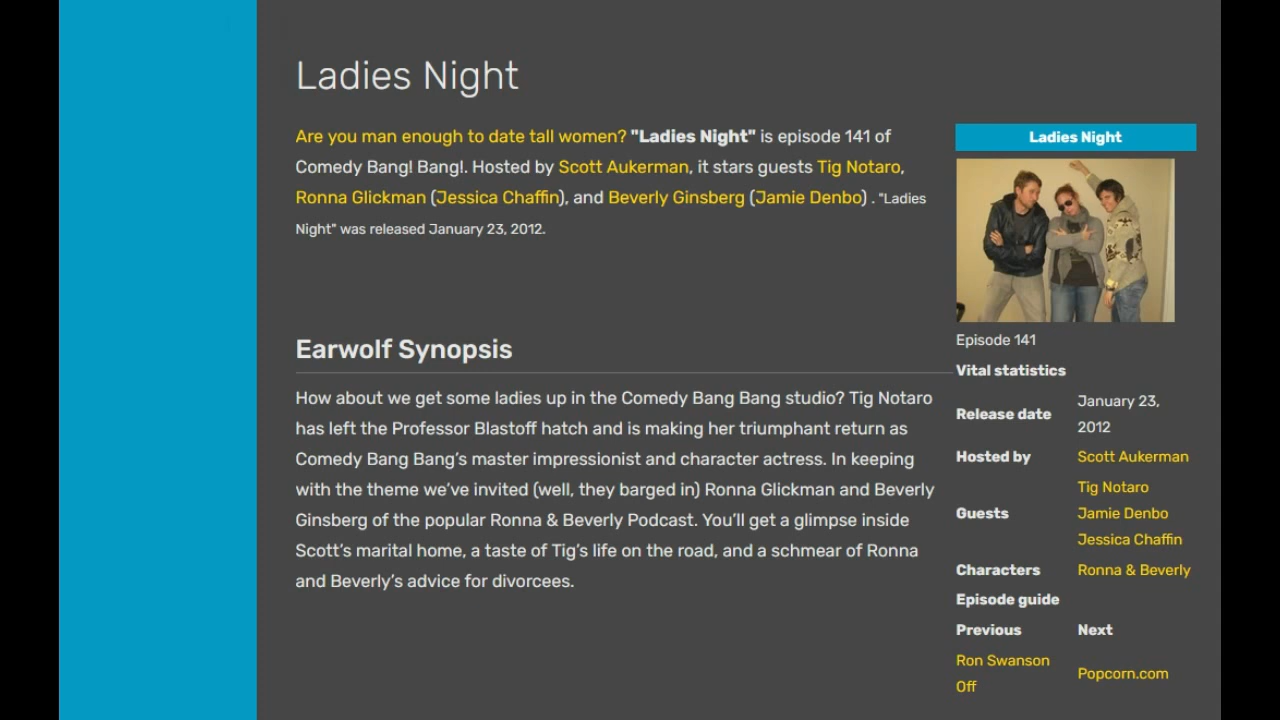 Ladies Night
Are you man enough to date tall women? "Ladies Night" is episode 141 of
Comedy Bang! Bang!. Hosted by Scott Aukerman, it stars guests Tig Notaro,
Ronna Glickman (Jessica Chaffin), and Beverly Ginsberg (Jamie Denbo) . "Ladies
Night" was released January 23, 2012.
Earwolf Synopsis
How about we get some ladies up in the Comedy Bang Bang studio? Tig Notaro
has left the Professor Blastoff hatch and is making her triumphant return as
Comedy Bang Bang’s master impressionist and character actress. In keeping
with the theme we’ve invited (well, they barged in) Ronna Glickman and Beverly
Ginsberg of the popular Ronna & Beverly Podcast. You’ll get a glimpse inside
Scott’s marital home, a taste of Tig’s life on the road, and a schmear of Ronna
and Beverly’s advice for divorcees.
Ladies Night
Episode 141
Vital statistics
Release date January 23,
2012
Hosted by Scott Aukerman
Guests Tig Notaro
Jamie Denbo
Jessica Chaffin
Characters Ronna & Beverly
Episode guide
Previous Next
Ron Swanson
Off
Popcorn.com